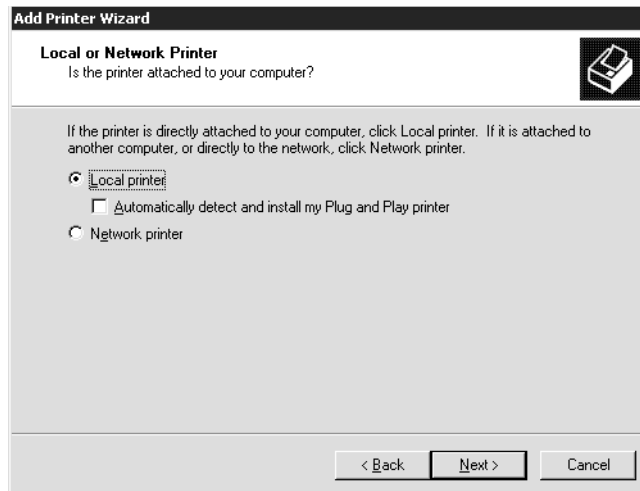 Add Printer Wizard
Local or Network Printer
Is the printer attached to your computer?
If the printer is directly attached to your computer, click Local printer. If it is attached to
another computer, or directly to the network, click Network printer.
Local printer
Automatically detect and install my Plug and Play printer
Network printer
< Back Next > Cancel